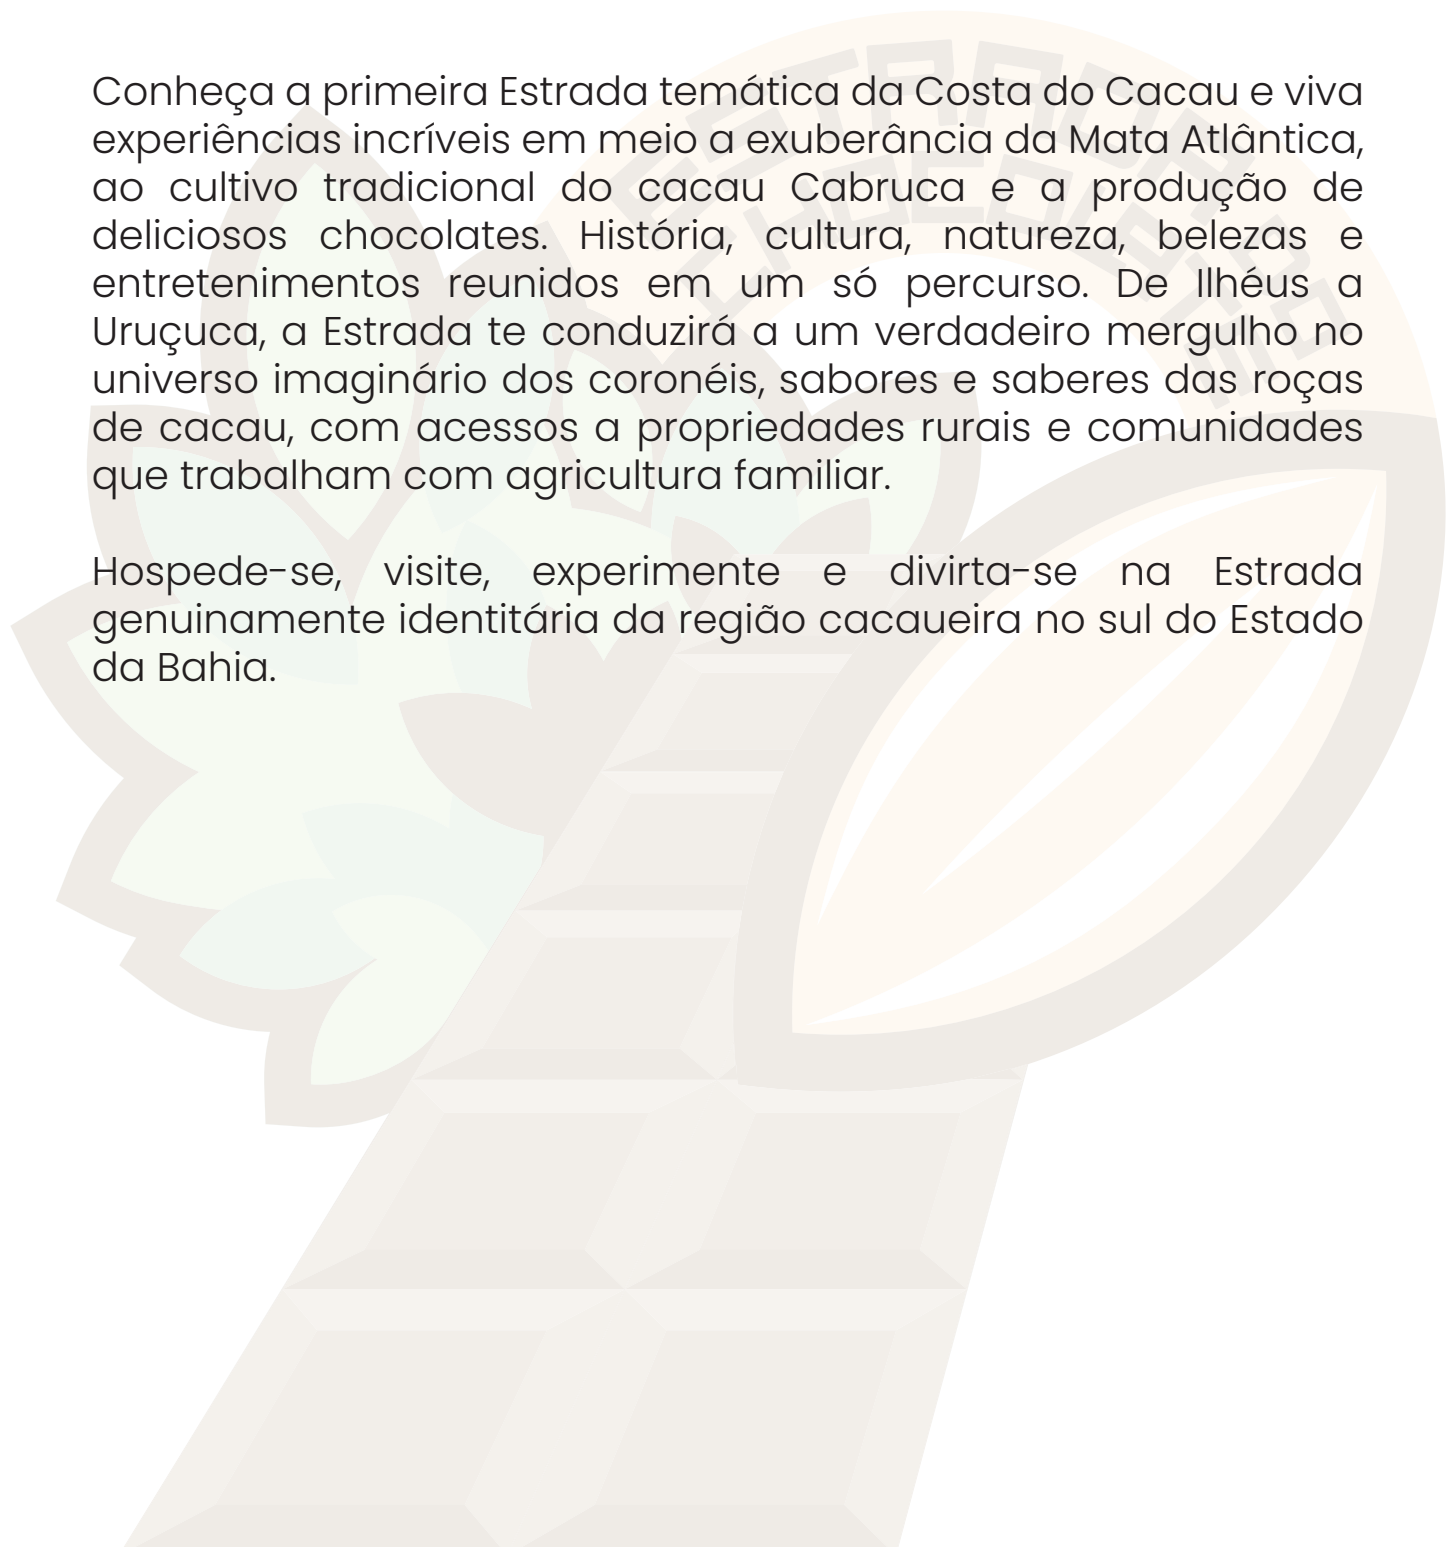 ESTRADA DO
CHOCOLATE
Conheça a primeira Estrada temática da Costa do Cacau e viva
experiências incríveis em meio a exuberância da Mata Atlântica,
ao cultivo tradicional do cacau Cabruca e a produção de
deliciosos chocolates. História, cultura, natureza, belezas e
entretenimentos reunidos em um só percurso. De Ilhéus a
Uruçuca, a Estrada te conduzirá a um verdadeiro mergulho no
universo imaginário dos coronéis, sabores e saberes das roças
de cacau, com acessos a propriedades rurais e comunidades
que trabalham com agricultura familiar.
Hospede-se, visite, experimente e divirta-se na Estrada
genuinamente identitária da região cacaueira no sul do Estado
da Bahia.